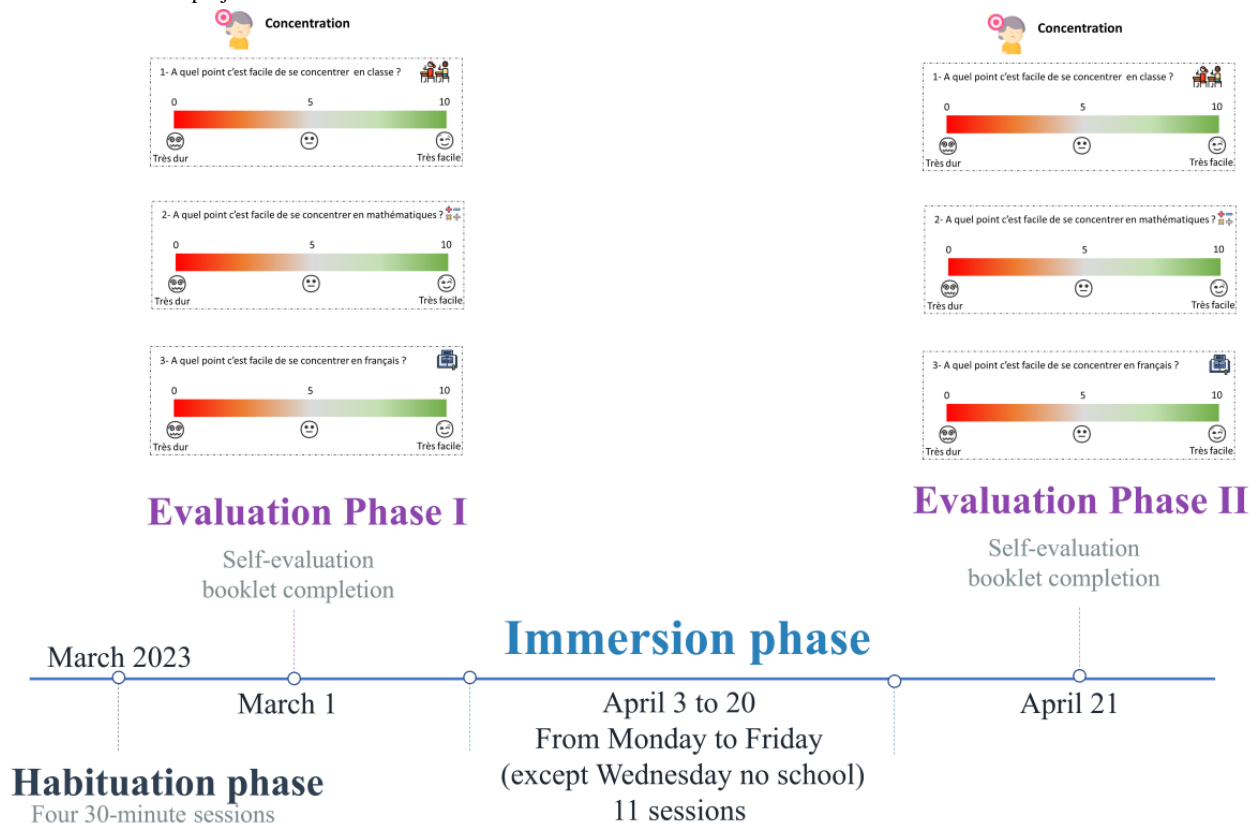 Concentration
1- A quel point c'est facile de se concentrer en classe ?
0 5 10
Très dur Très facile
2- A quel point c'est facile de se concentrer en mathématiques ?
0 5 10
Très dur Très facile
3- A quel point c'est facile de se concentrer en français ?
0 5 10
Très dur Très facile
Concentration
1- A quel point c'est facile de se concentrer en classe ?
0 5 10
Très dur Très facile
2- A quel point c'est facile de se concentrer en mathématiques ?
0 5 10
Très dur Très facile
3- A quel point c'est facile de se concentrer en français ?
0 5 10
Très dur Très facile
Evaluation Phase I
Self-evaluation
booklet completion
Evaluation Phase II
Self-evaluation
booklet completion
Immersion phase
March 2023
March 1
April 3 to 20
From Monday to Friday
(except Wednesday no school)
11 sessions
April 21
Habituation phase
Four 30-minute sessions